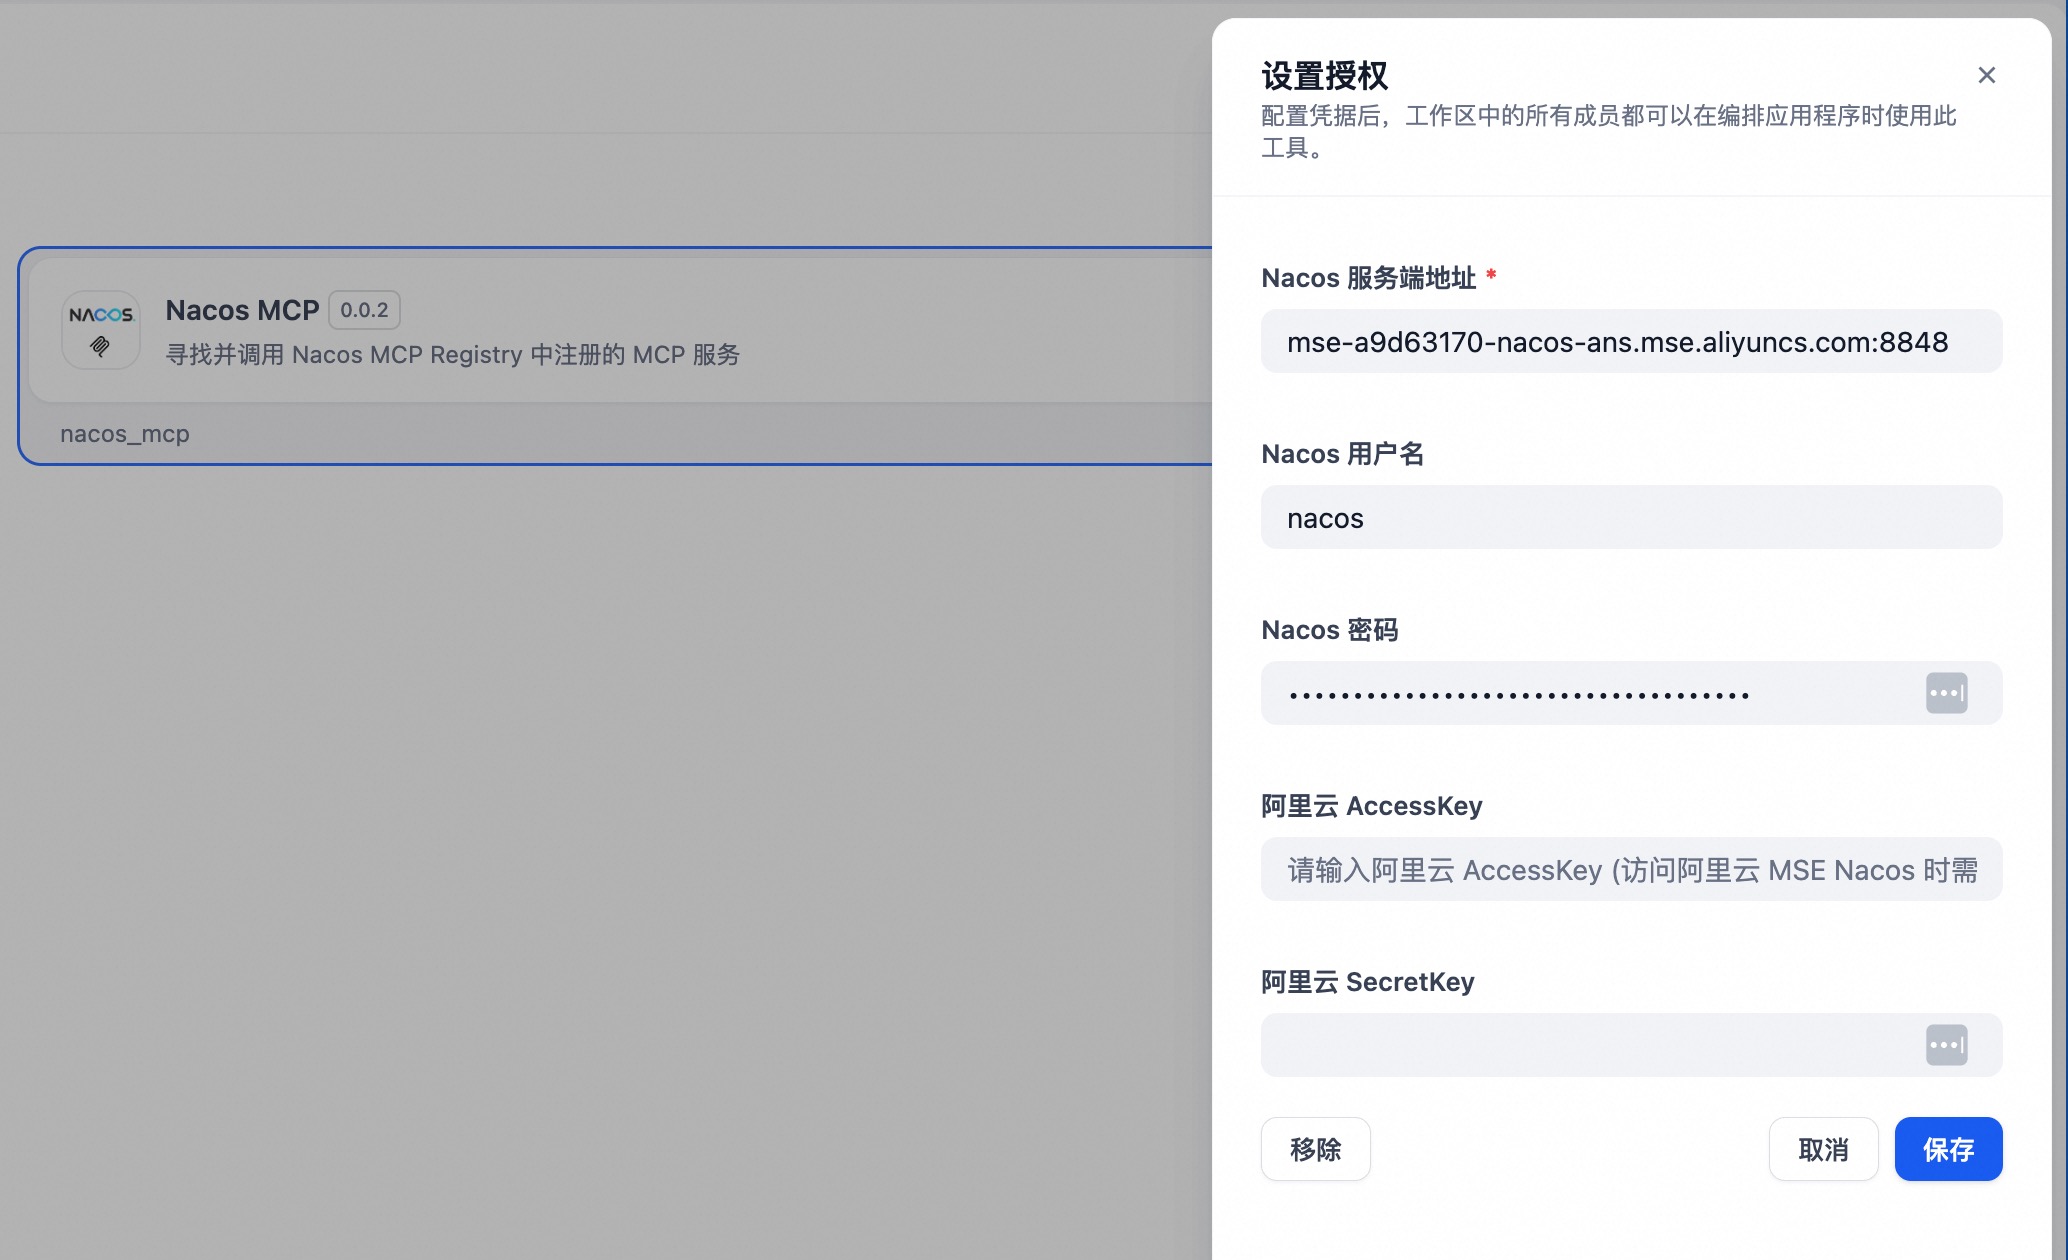 NACOS.
Nacos MCP 0.0.2
寻找并调用 Nacos MCP Registry 中注册的 MCP 服务
nacos_mcp
设置授权
配置凭据后，工作区中的所有成员都可以在编排应用程序时使用此
工具。
Nacos 服务端地址 *
mse-a9d63170-nacos-ans.mse.aliyuncs.com:8848
Nacos 用户名
nacos
Nacos 密码
••••••••••••••••••••••••••••••••••••
阿里云 AccessKey
请输入阿里云 AccessKey (访问阿里云 MSE Nacos 时需
阿里云 SecretKey
移除 取消 保存